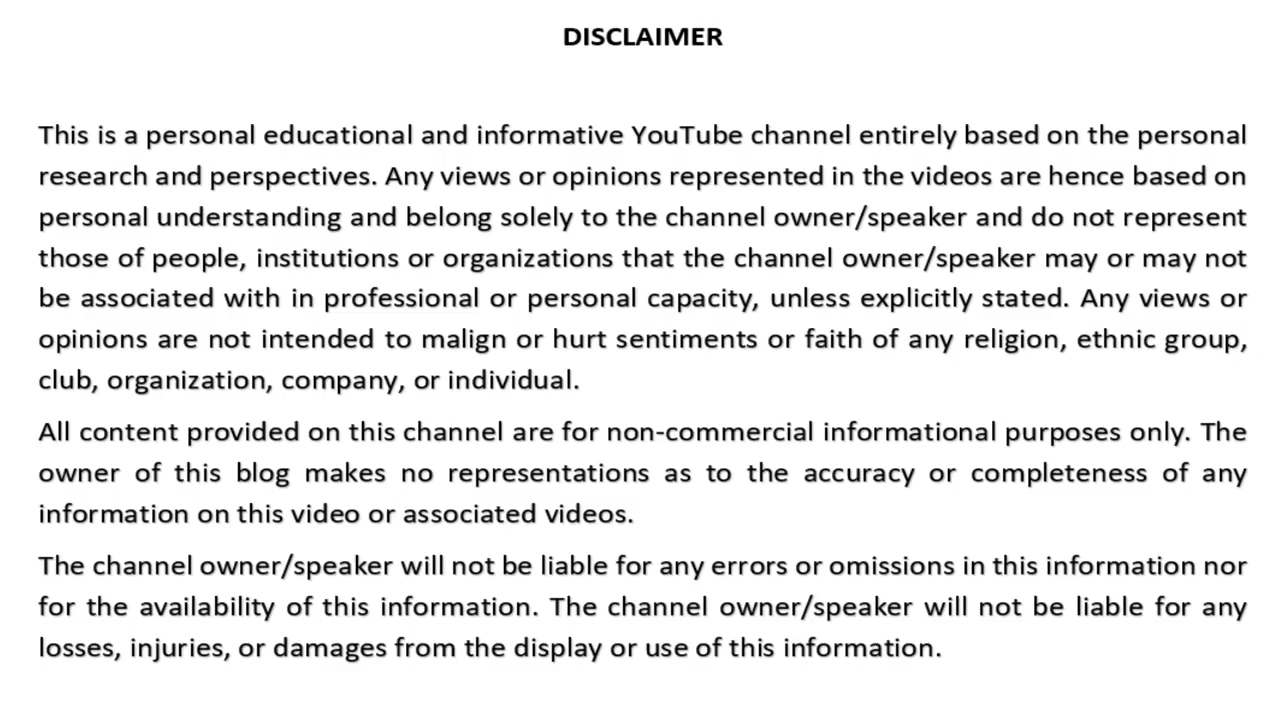 DISCLAIMER
This is a personal educational and informative YouTube channel entirely based on the personal
research and perspectives. Any views or opinions represented in the videos are hence based on
personal understanding and belong solely to the channel owner/speaker and do not represent
those of people, institutions or organizations that the channel owner/speaker may or may not
be associated with in professional or personal capacity, unless explicitly stated. Any views or
opinions are not intended to malign or hurt sentiments or faith of any religion, ethnic group,
club, organization, company, or individual.
All content provided on this channel are for non-commercial informational purposes only. The
owner of this blog makes no representations as to the accuracy or completeness of any
information on this video or associated videos.
The channel owner/speaker will not be liable for any errors or omissions in this information nor
for the availability of this information. The channel owner/speaker will not be liable for any
losses, injuries, or damages from the display or use of this information.